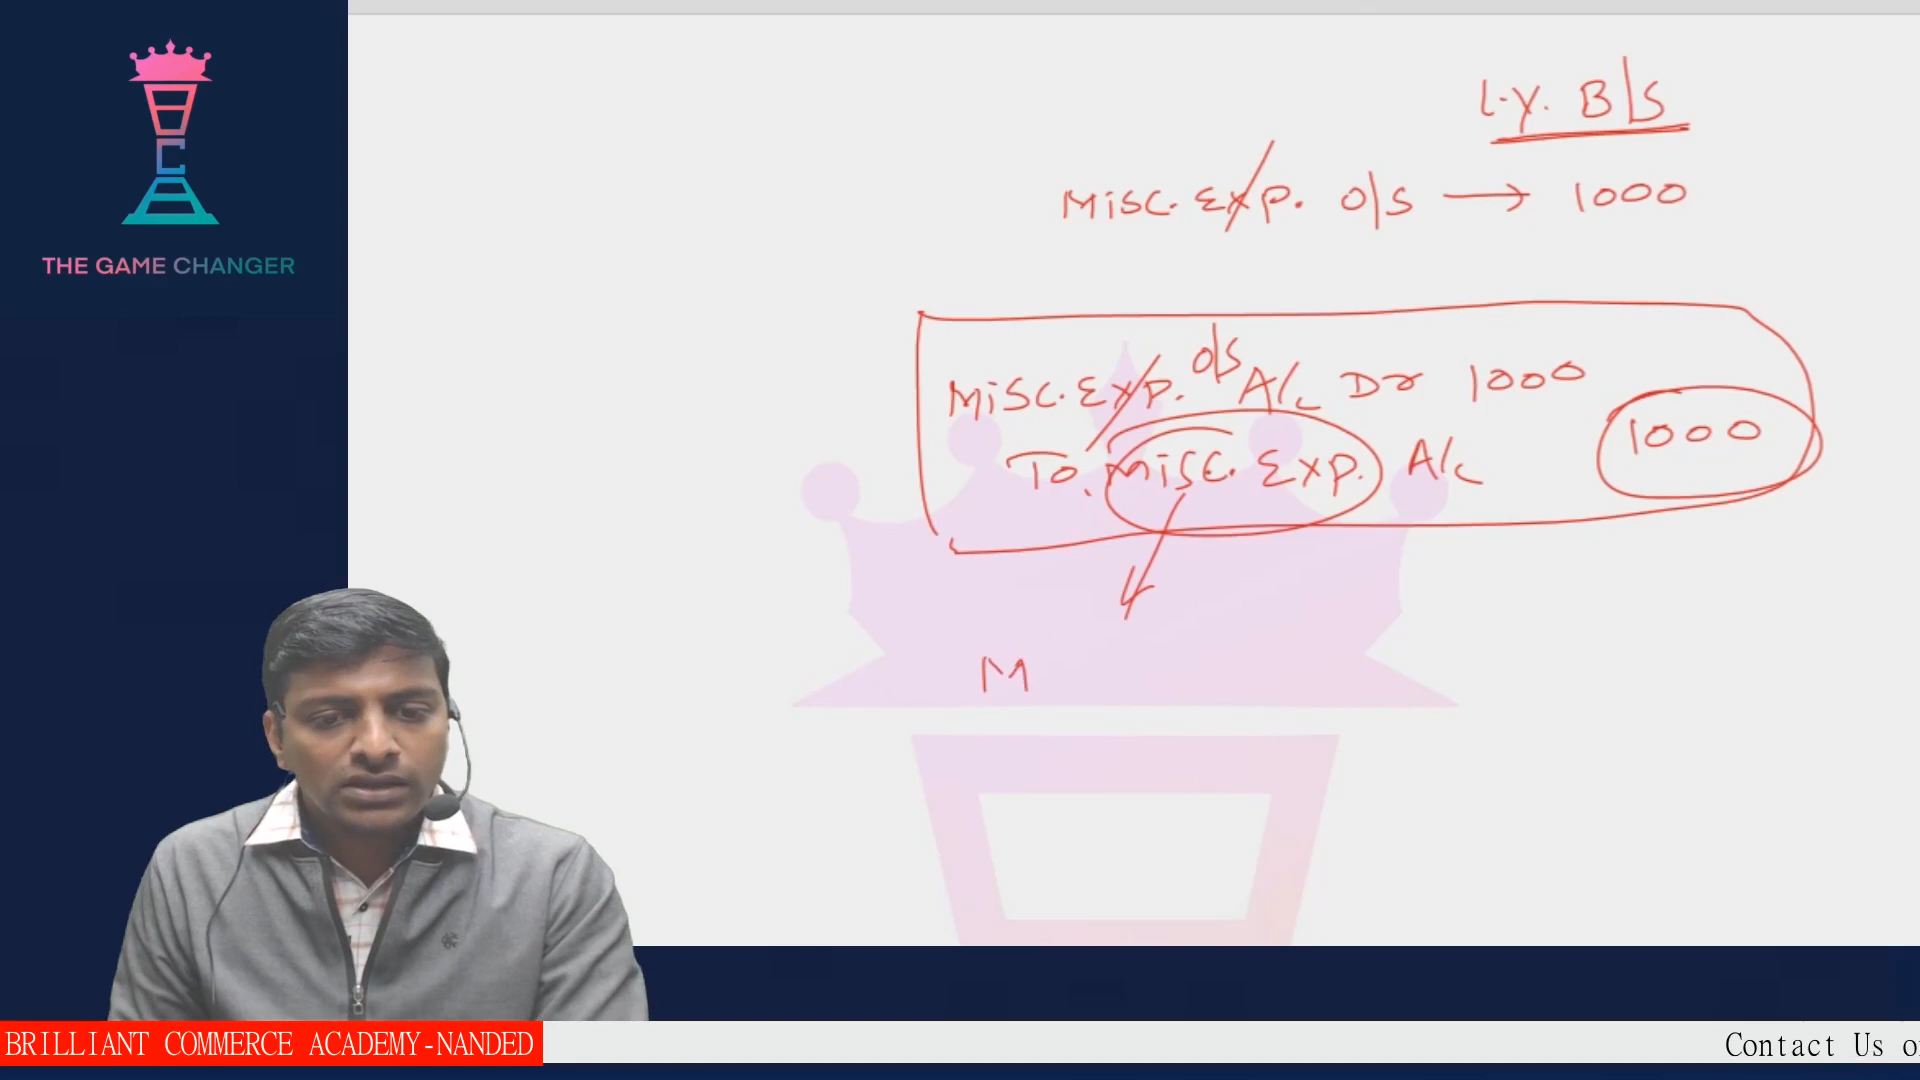 THE GAME CHANGER
L.Y. B/S
Misc. Exp. O/S → 1000
Misc. Exp. O/S A/c Dr 1000
To Misc. Exp. A/c 1000
M
BRILLIANT COMMERCE ACADEMY-NANDED
Contact Us